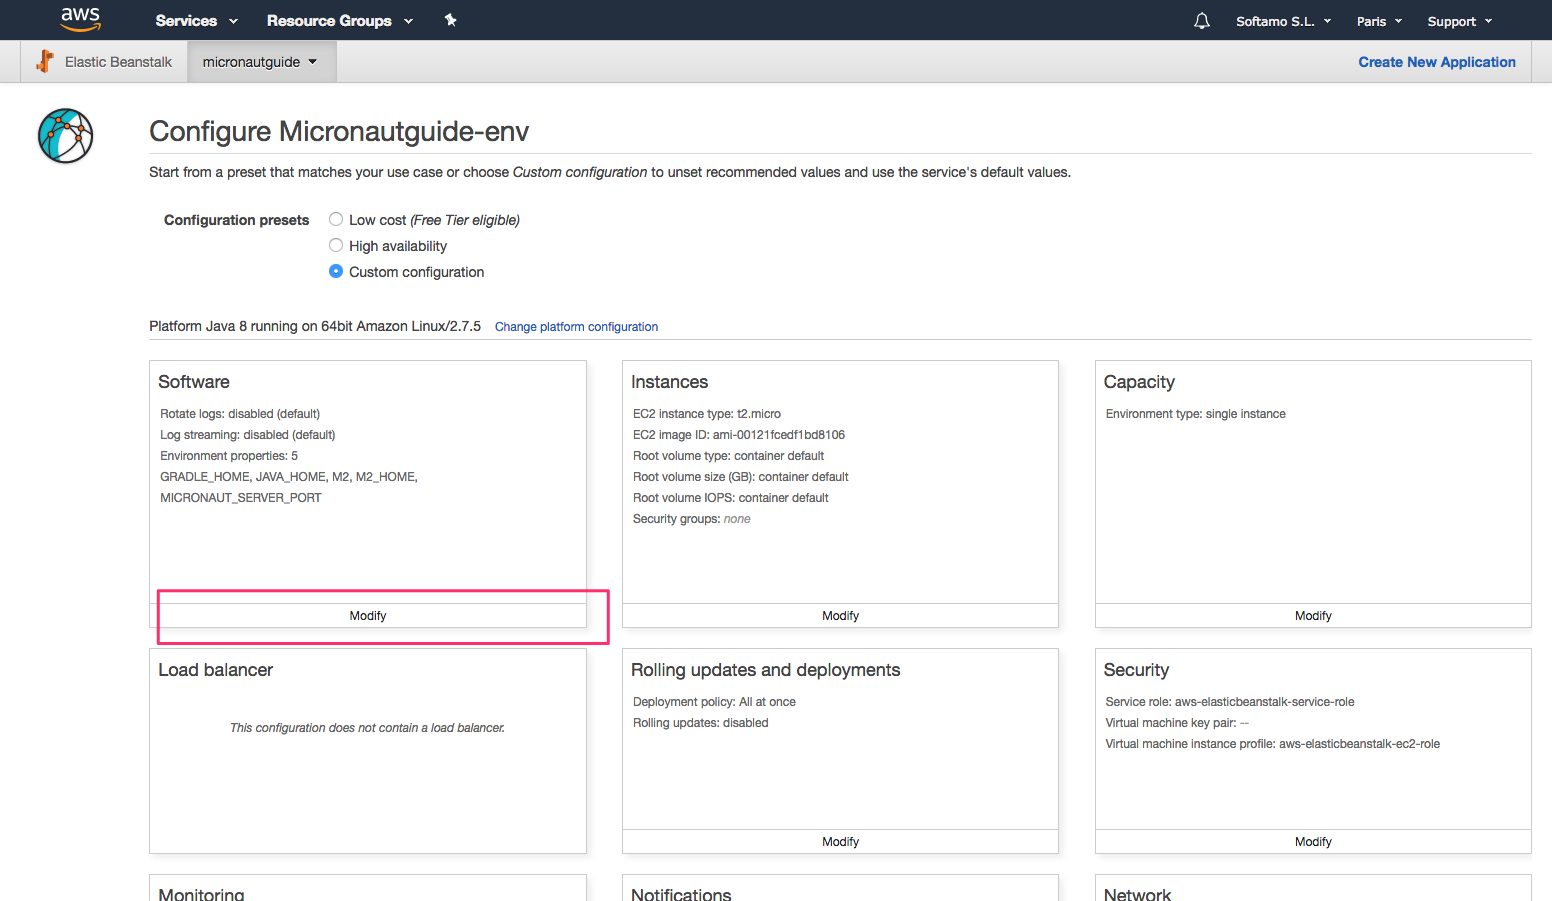 aws Services Resource Groups Softamo S.L. Paris Support
Elastic Beanstalk micronautguide Create New Application
Configure Micronautguide-env
Start from a preset that matches your use case or choose Custom configuration to unset recommended values and use the service's default values.
Configuration presets Low cost (Free Tier eligible)
High availability
Custom configuration
Platform Java 8 running on 64bit Amazon Linux/2.7.5 Change platform configuration
Software
Rotate logs: disabled (default)
Log streaming: disabled (default)
Environment properties: 5
GRADLE_HOME, JAVA_HOME, M2, M2_HOME,
MICRONAUT_SERVER_PORT
Modify
Instances
EC2 instance type: t2.micro
EC2 image ID: ami-00121fcedf1bd8106
Root volume type: container default
Root volume size (GB): container default
Root volume IOPS: container default
Security groups: none
Modify
Capacity
Environment type: single instance
Modify
Load balancer
This configuration does not contain a load balancer.
Rolling updates and deployments
Deployment policy: All at once
Rolling updates: disabled
Modify
Security
Service role: aws-elasticbeanstalk-service-role
Virtual machine key pair: --
Virtual machine instance profile: aws-elasticbeanstalk-ec2-role
Modify
Monitoring
Notifications
Network